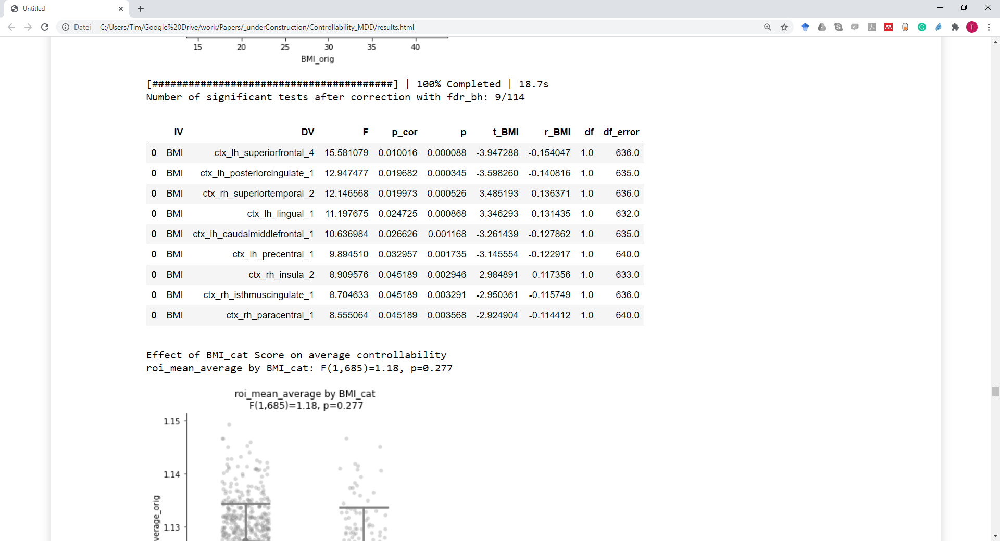 Untitled
Datei | C:/Users/Tim/Google%20Drive/work/Papers/_underConstruction/Controllability_MDD/results.html
T
15 20 25 30 35 40
BMI_orig
[########################################] | 100% Completed | 18.7s
Number of significant tests after correction with fdr_bh: 9/114
IV DV F p_cor p t_BMI r_BMI df df_error
0 BMI ctx_lh_superiorfrontal_4 15.581079 0.010016 0.000088 -3.947288 -0.154047 1.0 636.0
0 BMI ctx_lh_posteriorcingulate_1 12.947477 0.019682 0.000345 -3.598260 -0.140816 1.0 635.0
0 BMI ctx_rh_superiortemporal_2 12.146568 0.019973 0.000526 3.485193 0.136371 1.0 636.0
0 BMI ctx_lh_lingual_1 11.197675 0.024725 0.000868 3.346293 0.131435 1.0 632.0
0 BMI ctx_lh_caudalmiddlefrontal_1 10.636984 0.026626 0.001168 -3.261439 -0.127862 1.0 635.0
0 BMI ctx_lh_precentral_1 9.894510 0.032957 0.001735 -3.145554 -0.122917 1.0 640.0
0 BMI ctx_rh_insula_2 8.909576 0.045189 0.002946 2.984891 0.117356 1.0 633.0
0 BMI ctx_rh_isthmuscingulate_1 8.704633 0.045189 0.003291 -2.950361 -0.115749 1.0 636.0
0 BMI ctx_rh_paracentral_1 8.555064 0.045189 0.003568 -2.924904 -0.114412 1.0 640.0
Effect of BMI_cat Score on average controllability
roi_mean_average by BMI_cat: F(1,685)=1.18, p=0.277
roi_mean_average by BMI_cat
F(1,685)=1.18, p=0.277
1.15
1.14
1.13
verage_orig